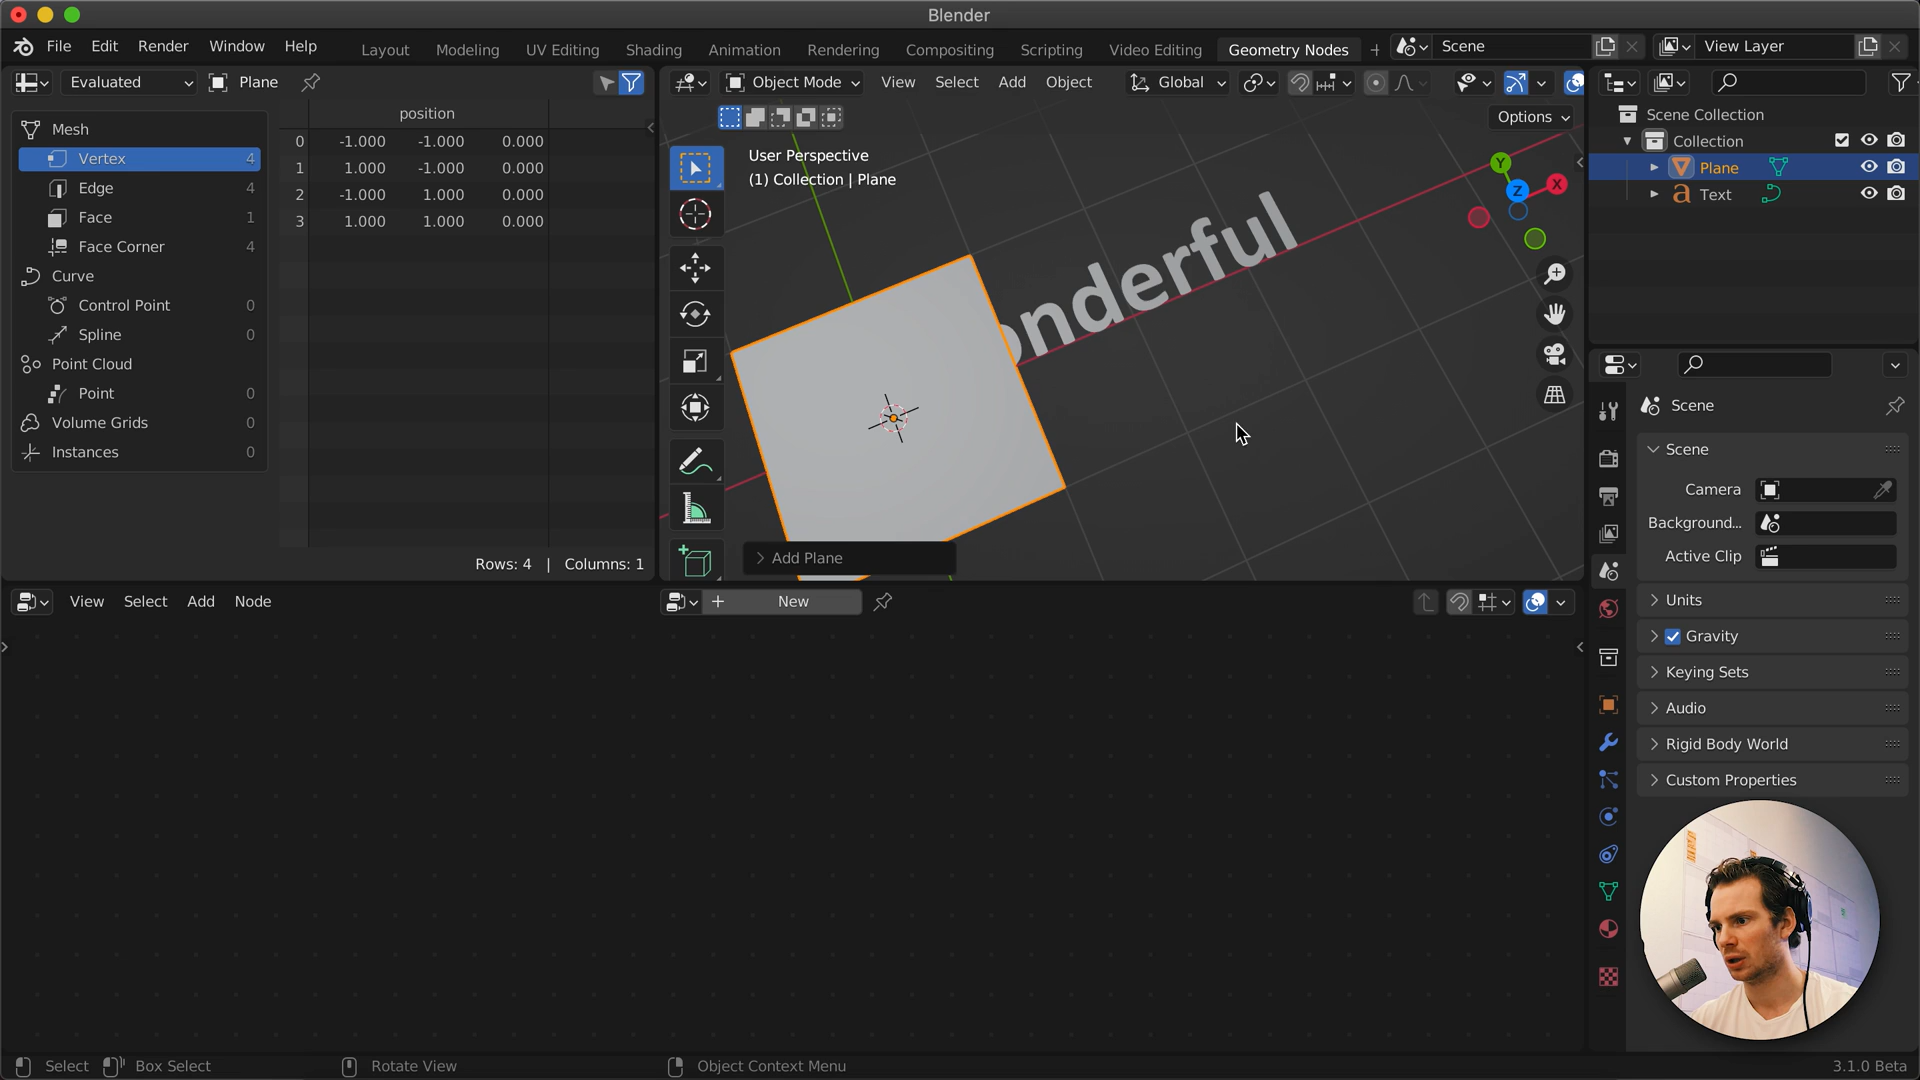 Blender
File Edit Render Window Help
Layout Modeling UV Editing Shading Animation Rendering Compositing Scripting Video Editing Geometry Nodes +
Scene
View Layer
Evaluated
Plane
Object Mode View Select Add Object
Global
Options
position
Mesh
Vertex 4
Edge 4
Face 1
Face Corner 4
Curve
Control Point 0
Spline 0
Point Cloud
Point 0
Volume Grids 0
Instances 0
0 -1.000 -1.000 0.000
1 1.000 -1.000 0.000
2 -1.000 1.000 0.000
3 1.000 1.000 0.000
Rows: 4 | Columns: 1
User Perspective
(1) Collection | Plane
onderful
Y
Z
X
Add Plane
Scene Collection
Collection
Plane
Text
Scene
Scene
Camera
Background...
Active Clip
Units
Gravity
Keying Sets
Audio
Rigid Body World
Custom Properties
View Select Add Node
+ New
Select
Box Select
Rotate View
Object Context Menu
3.1.0 Beta